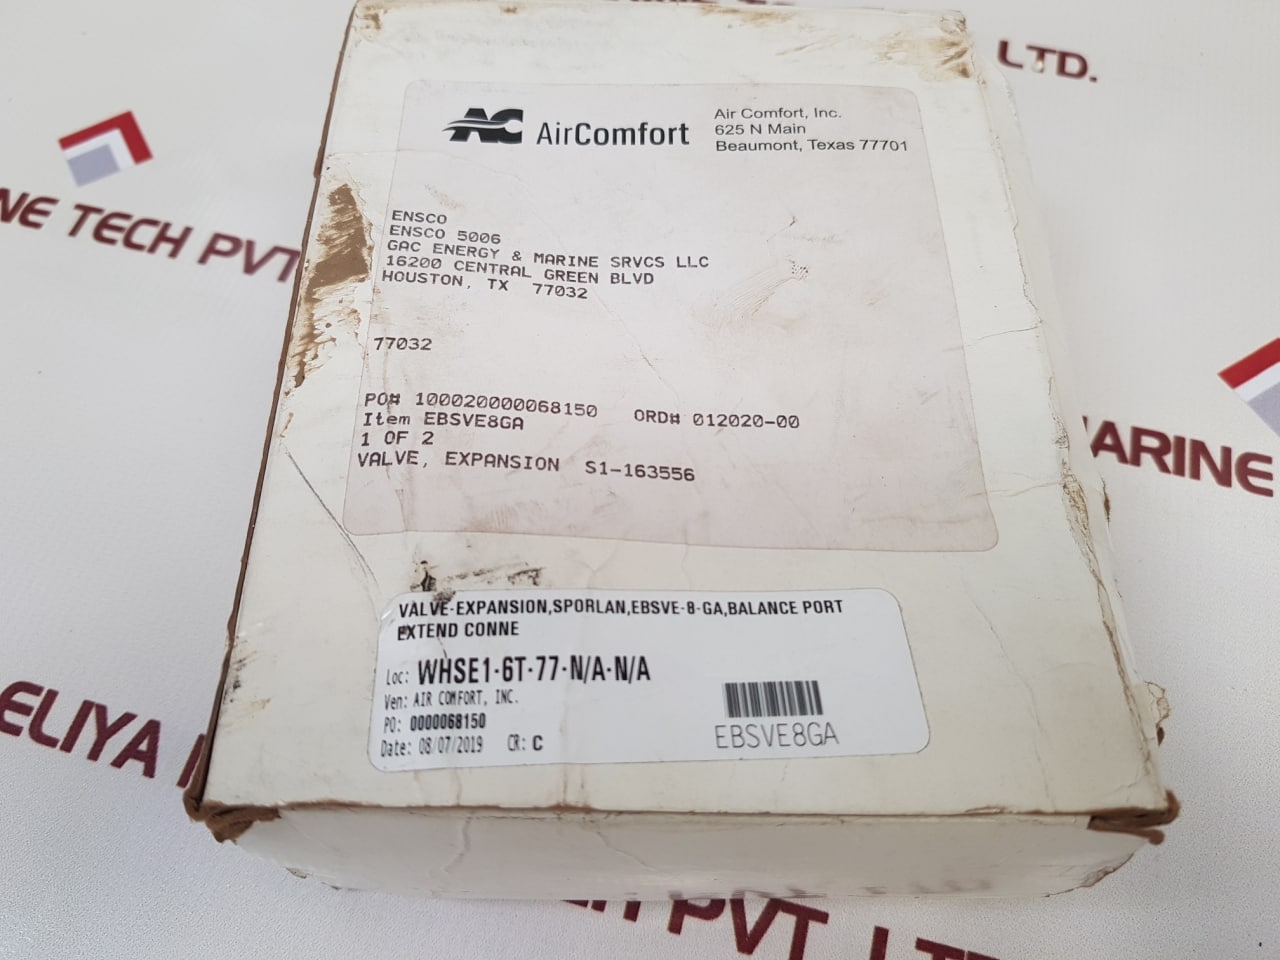 LTD.
AC AirComfort
Air Comfort, Inc.
625 N Main
Beaumont, Texas 77701
NE TECH PVT
ENSCO
ENSCO 5006
GAC ENERGY & MARINE SRVCS LLC
16200 CENTRAL GREEN BLVD
HOUSTON, TX 77032
77032
PO# 100020000068150 ORD# 012020-00
Item EBSVE8GA
1 OF 2
VALVE, EXPANSION S1-163556
MARINE
VALVE-EXPANSION,SPORLAN,EBSVE-8-GA,BALANCE PORT
EXTEND CONNE
Loc: WHSE1-6T-77-N/A-N/A
Ven: AIR COMFORT, INC.
PO: 0000068150
Date: 08/07/2019 CR: C
EBSVE8GA
ELIYA
PVT. LT